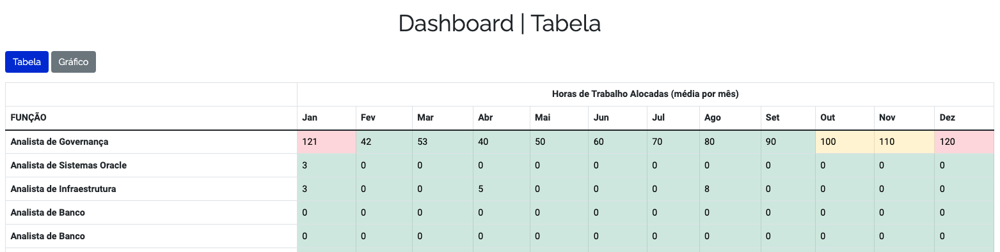 Dashboard | Tabela
Tabela Gráfico
Horas de Trabalho Alocadas (média por mês)
FUNÇÃO Jan Fev Mar Abr Mai Jun Jul Ago Set Out Nov Dez
Analista de Governança 121 42 53 40 50 60 70 80 90 100 110 120
Analista de Sistemas Oracle 3 0 0 0 0 0 0 0 0 0 0 0
Analista de Infraestrutura 3 0 0 5 0 0 0 8 0 0 0 0
Analista de Banco 0 0 0 0 0 0 0 0 0 0 0 0
Analista de Banco 0 0 0 0 0 0 0 0 0 0 0 0